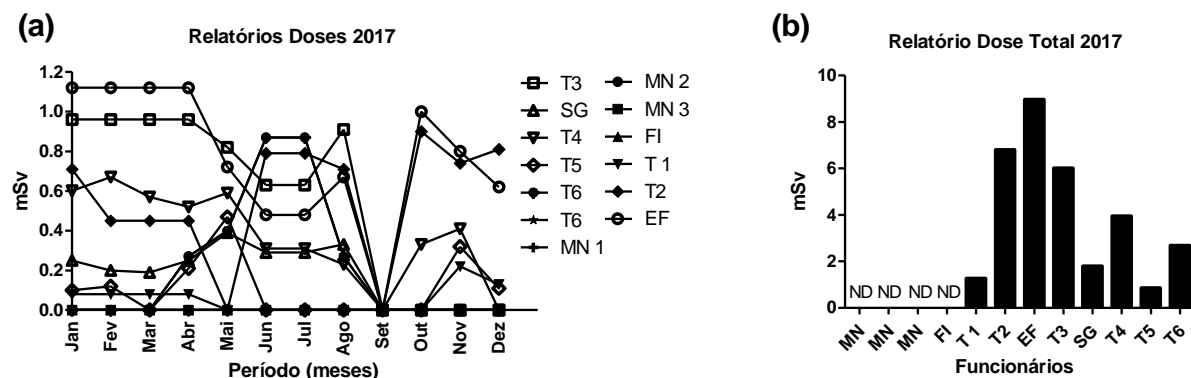 (a)
Relatórios Doses 2017
mSv
1.2
1.0
0.8
0.6
0.4
0.2
0.0
Jan
Fev
Mar
Abr
Mai
Jun
Jul
Ago
Set
Out
Nov
Dez
Período (meses)
T3
SG
T4
T5
T6
T6
MN 1
MN 2
MN 3
FI
T 1
T2
EF
(b)
Relatório Dose Total 2017
mSv
10
8
6
4
2
0
ND ND ND ND
MN
MN
MN
FI
T 1
T2
EF
T3
SG
T4
T5
T6
Funcionários